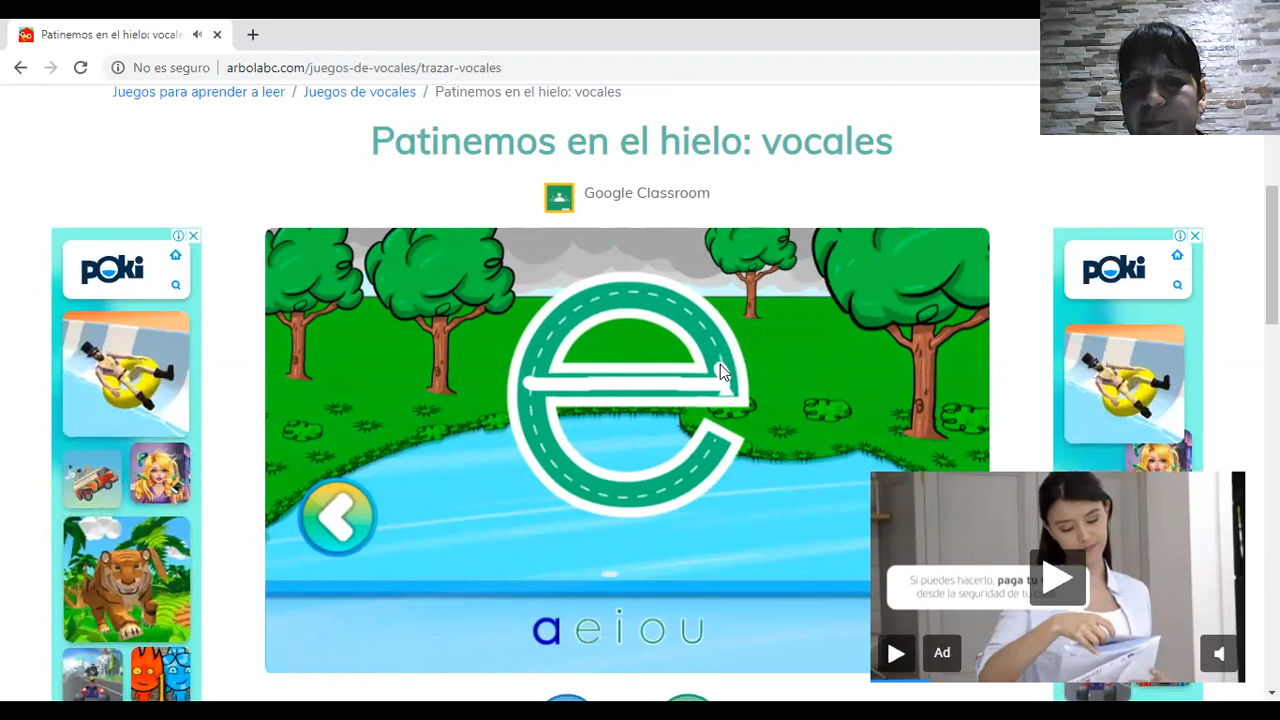 Patinemos en el hielo: vocale
No es seguro arbolabc.com/juegos-de-vocales/trazar-vocales
Juegos para aprender a leer / Juegos de vocales / Patinemos en el hielo: vocales
Patinemos en el hielo: vocales
Google Classroom
poki
poki
e
Si puedes hacerlo, paga tu
desde la seguridad de tu
Ad
a e i o u